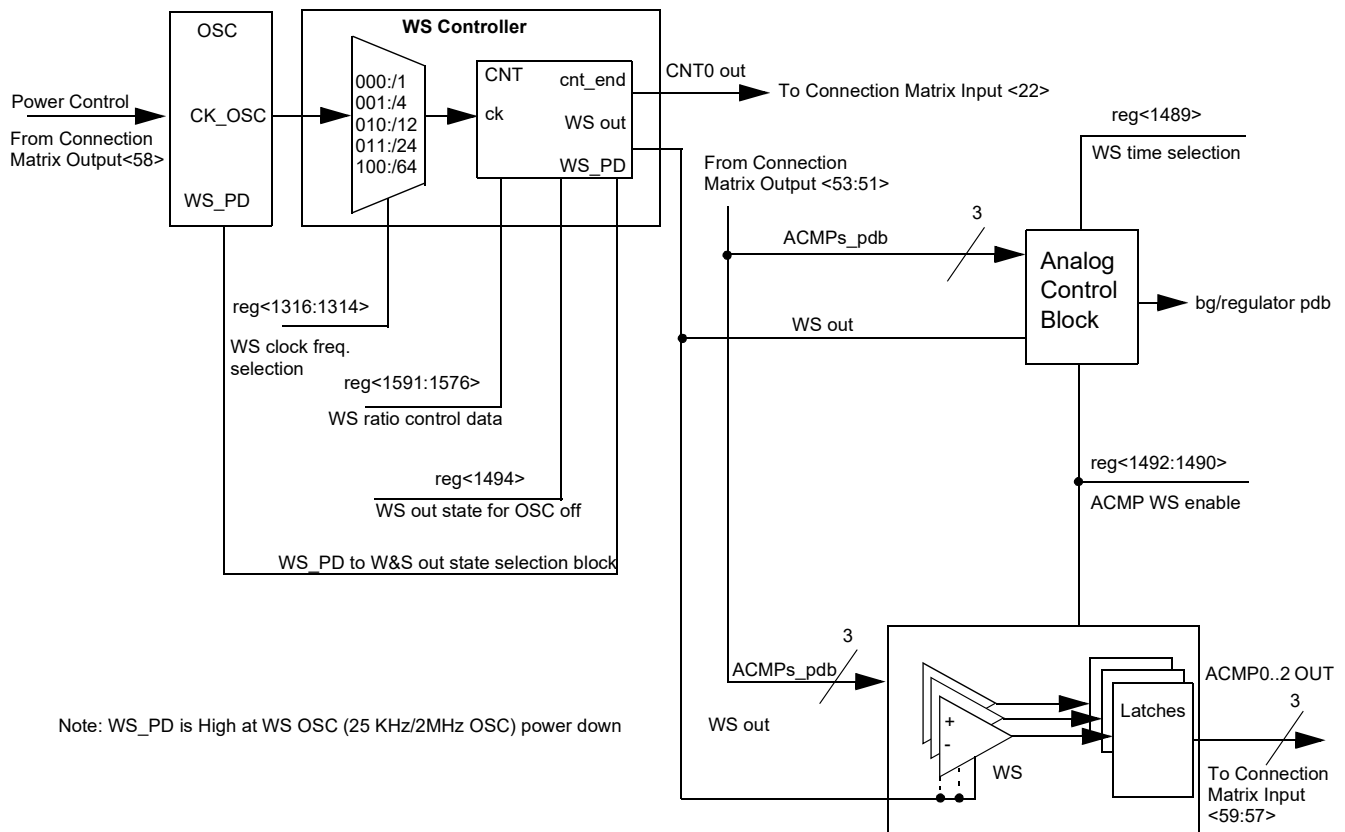 WS Controller
OSC
CK_OSC
WS_PD
Power Control
From Connection
Matrix Output<58>
000:/1
001:/4
010:/12
011:/24
100:/64
CNT
cnt_end
ck
WS out
WS_PD
CNT0 out
To Connection Matrix Input <22>
reg<1316:1314>
WS clock freq.
selection
reg<1591:1576>
WS ratio control data
reg<1494>
WS out state for OSC off
WS_PD to W&S out state selection block
From Connection
Matrix Output <53:51>
ACMPs_pdb
3
WS out
reg<1489>
WS time selection
Analog
Control
Block
bg/regulator pdb
reg<1492:1490>
ACMP WS enable
ACMPs_pdb
3
WS out
+
-
WS
Latches
ACMP0..2 OUT
3
To Connection
Matrix Input
<59:57>
Note: WS_PD is High at WS OSC (25 KHz/2MHz OSC) power down